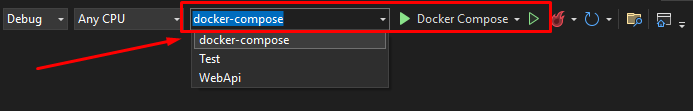 Debug Any CPU docker-compose Docker Compose
docker-compose
Test
WebApi